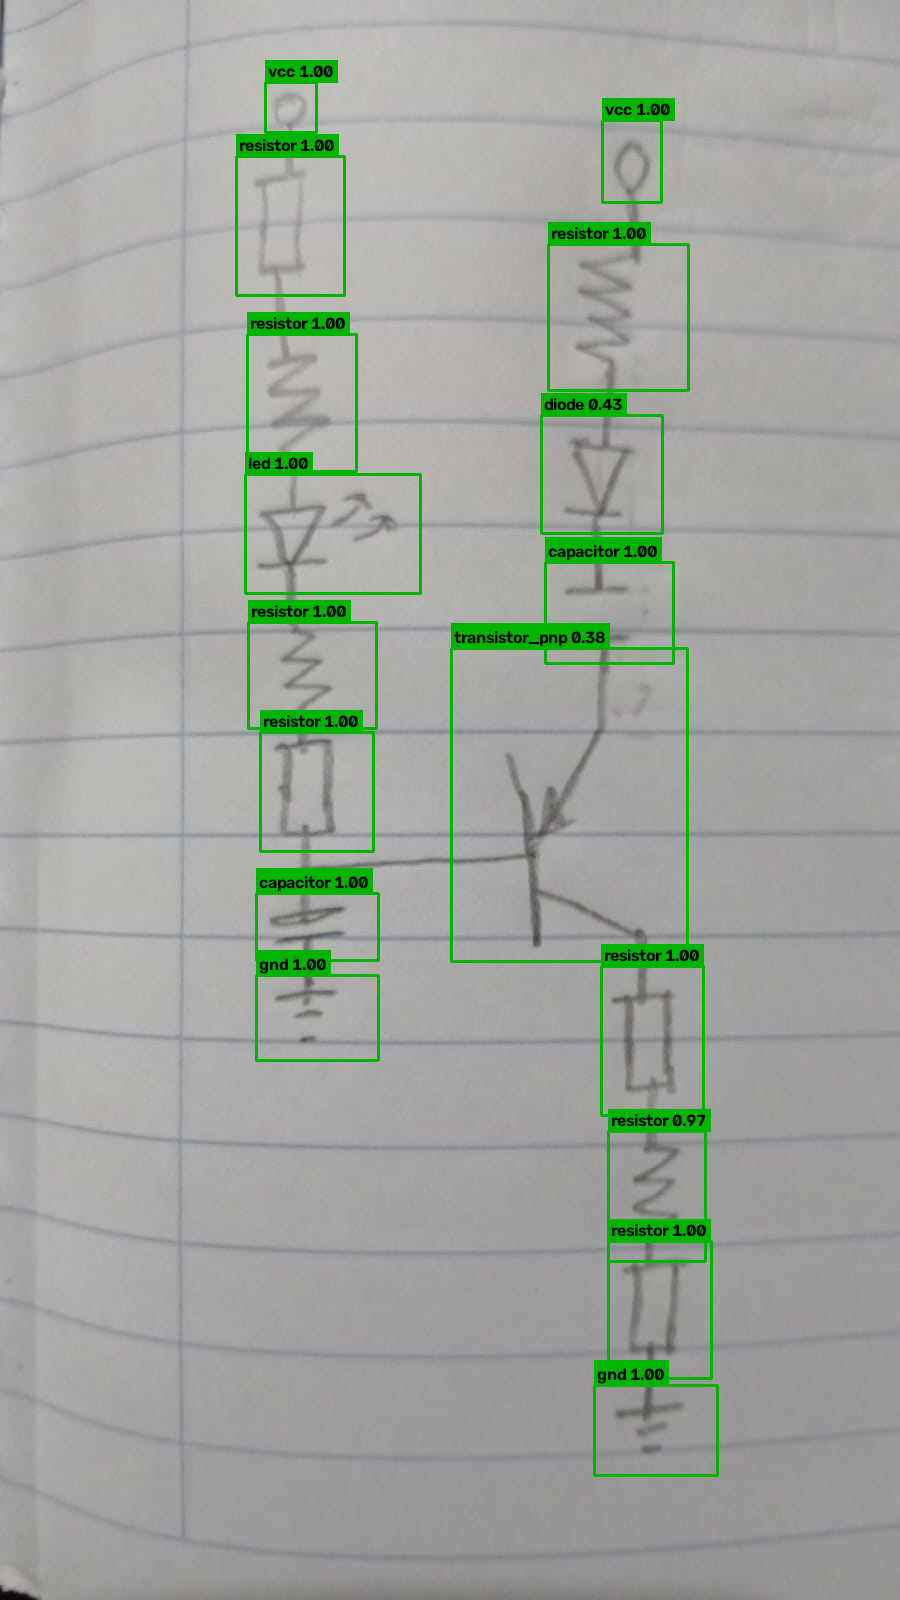 vcc 1.00
resistor 1.00
resistor 1.00
led 1.00
resistor 1.00
resistor 1.00
capacitor 1.00
gnd 1.00
vcc 1.00
resistor 1.00
diode 0.43
capacitor 1.00
transistor_pnp 0.38
resistor 1.00
resistor 0.97
resistor 1.00
gnd 1.00